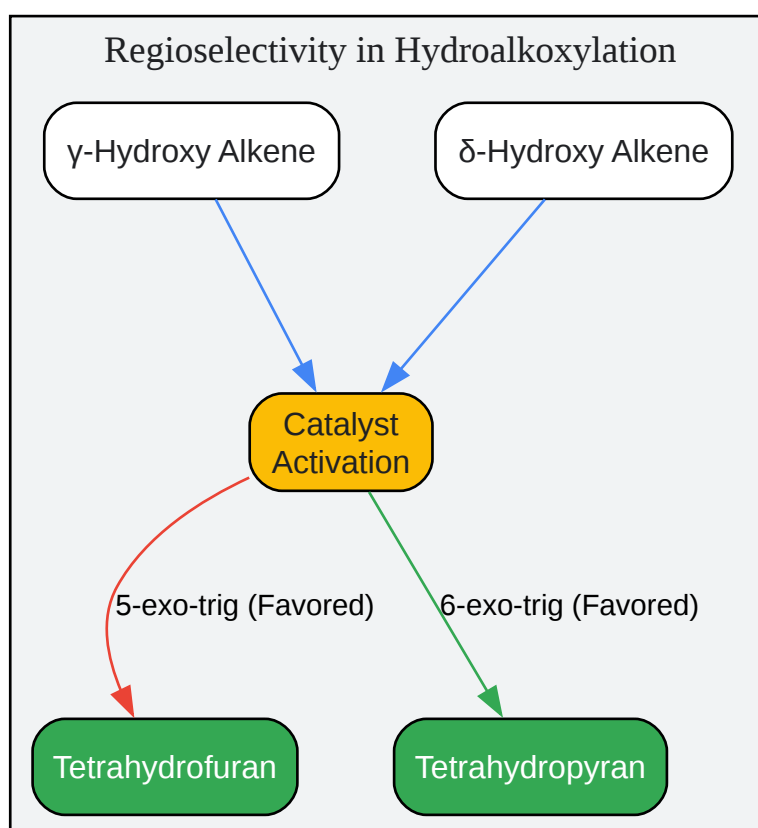 Regioselectivity in Hydroalkoxylation
γ-Hydroxy Alkene
δ-Hydroxy Alkene
Catalyst
Activation
5-exo-trig (Favored)
6-exo-trig (Favored)
Tetrahydrofuran
Tetrahydropyran